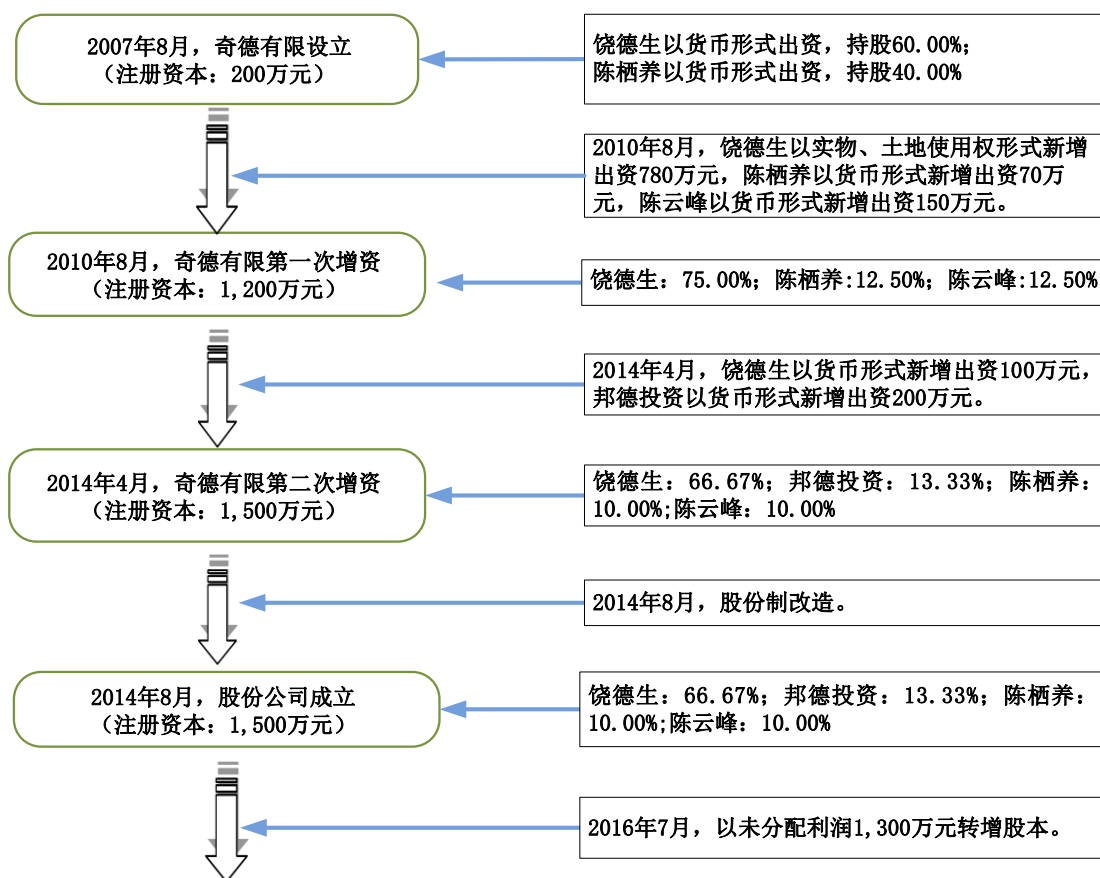 2007年8月，奇德有限设立
（注册资本：200万元）
饶德生以货币形式出资，持股60.00%；
陈栖养以货币形式出资，持股40.00%
2010年8月，饶德生以实物、土地使用权形式新增
出资780万元，陈栖养以货币形式新增出资70万
元，陈云峰以货币形式新增出资150万元。
2010年8月，奇德有限第一次增资
（注册资本：1,200万元）
饶德生：75.00%；陈栖养:12.50%；陈云峰:12.50%
2014年4月，饶德生以货币形式新增出资100万元，
邦德投资以货币形式新增出资200万元。
2014年4月，奇德有限第二次增资
（注册资本：1,500万元）
饶德生：66.67%；邦德投资：13.33%；陈栖养：
10.00%;陈云峰：10.00%
2014年8月，股份制改造。
2014年8月，股份公司成立
（注册资本：1,500万元）
饶德生：66.67%；邦德投资：13.33%；陈栖养：
10.00%;陈云峰：10.00%
2016年7月，以未分配利润1,300万元转增股本。